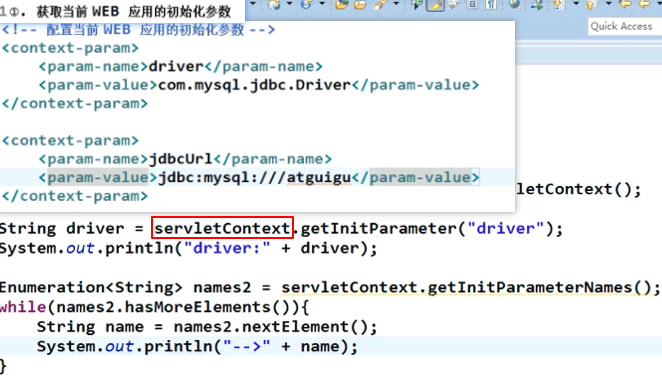 1①. 获取当前 WEB 应用的初始化参数
<!-- 配置当前 WEB 应用的初始化参数 -->
<context-param>
<param-name>driver</param-name>
<param-value>com.mysql.jdbc.Driver</param-value>
</context-param>
<context-param>
<param-name>jdbcUrl</param-name>
<param-value>jdbc:mysql:///atguigu</param-value>
</context-param>
Quick Access
letContext();
String driver = servletContext.getInitParameter("driver");
System.out.println("driver:" + driver);
Enumeration<String> names2 = servletContext.getInitParameterNames();
while(names2.hasMoreElements()){
String name = names2.nextElement();
System.out.println("-->" + name);
}